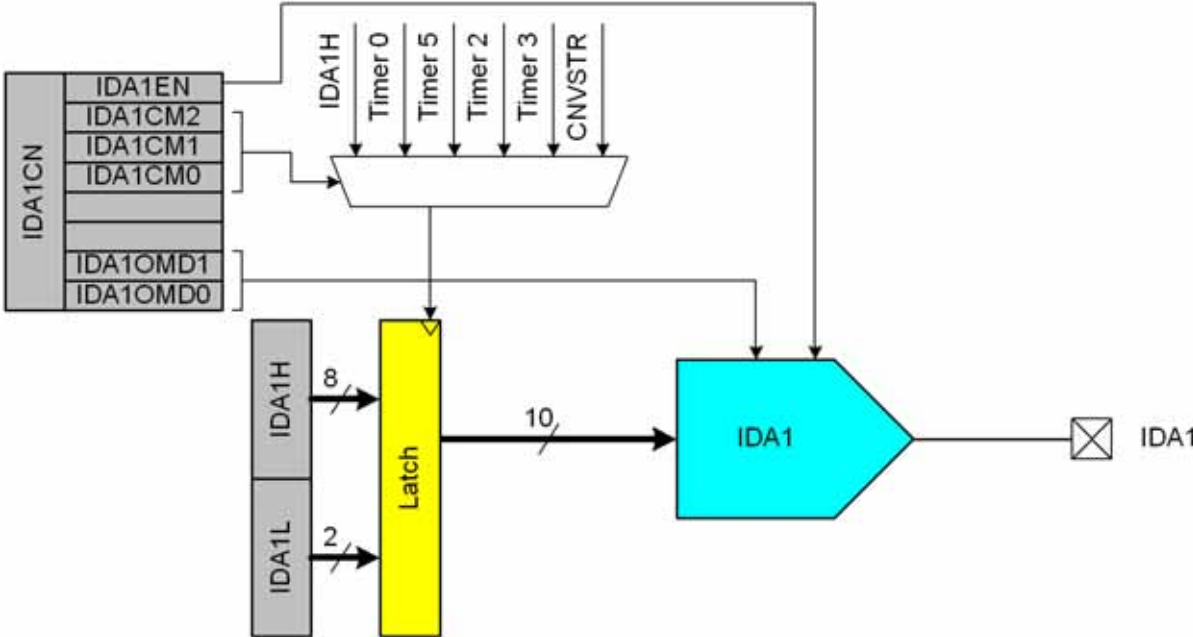 IDA1H
Timer 0
Timer 5
Timer 2
Timer 3
CNVSTR
IDA1CN
IDA1EN
IDA1CM2
IDA1CM1
IDA1CM0
IDA1OMD1
IDA1OMD0
IDA1H
8
IDA1L
2
Latch
10
IDA1
IDA1